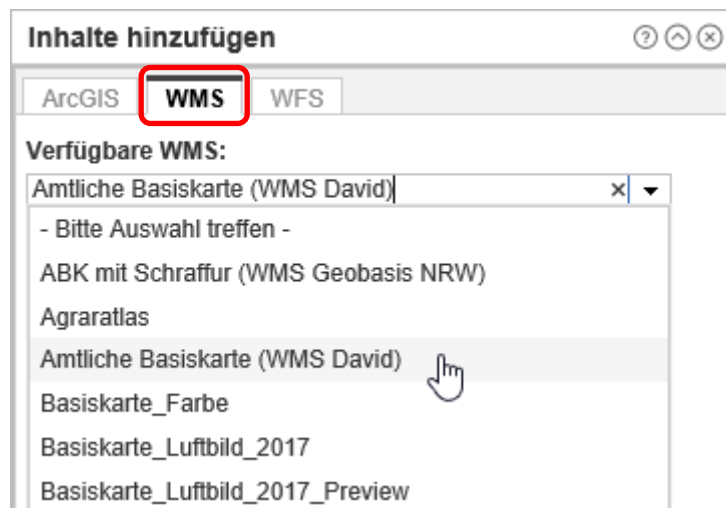 Inhalte hinzufügen
ArcGIS WMS WFS
Verfügbare WMS:
Amtliche Basiskarte (WMS David)
- Bitte Auswahl treffen -
ABK mit Schraffur (WMS Geobasis NRW)
Agraratlas
Amtliche Basiskarte (WMS David)
Basiskarte_Farbe
Basiskarte_Luftbild_2017
Basiskarte_Luftbild_2017_Preview